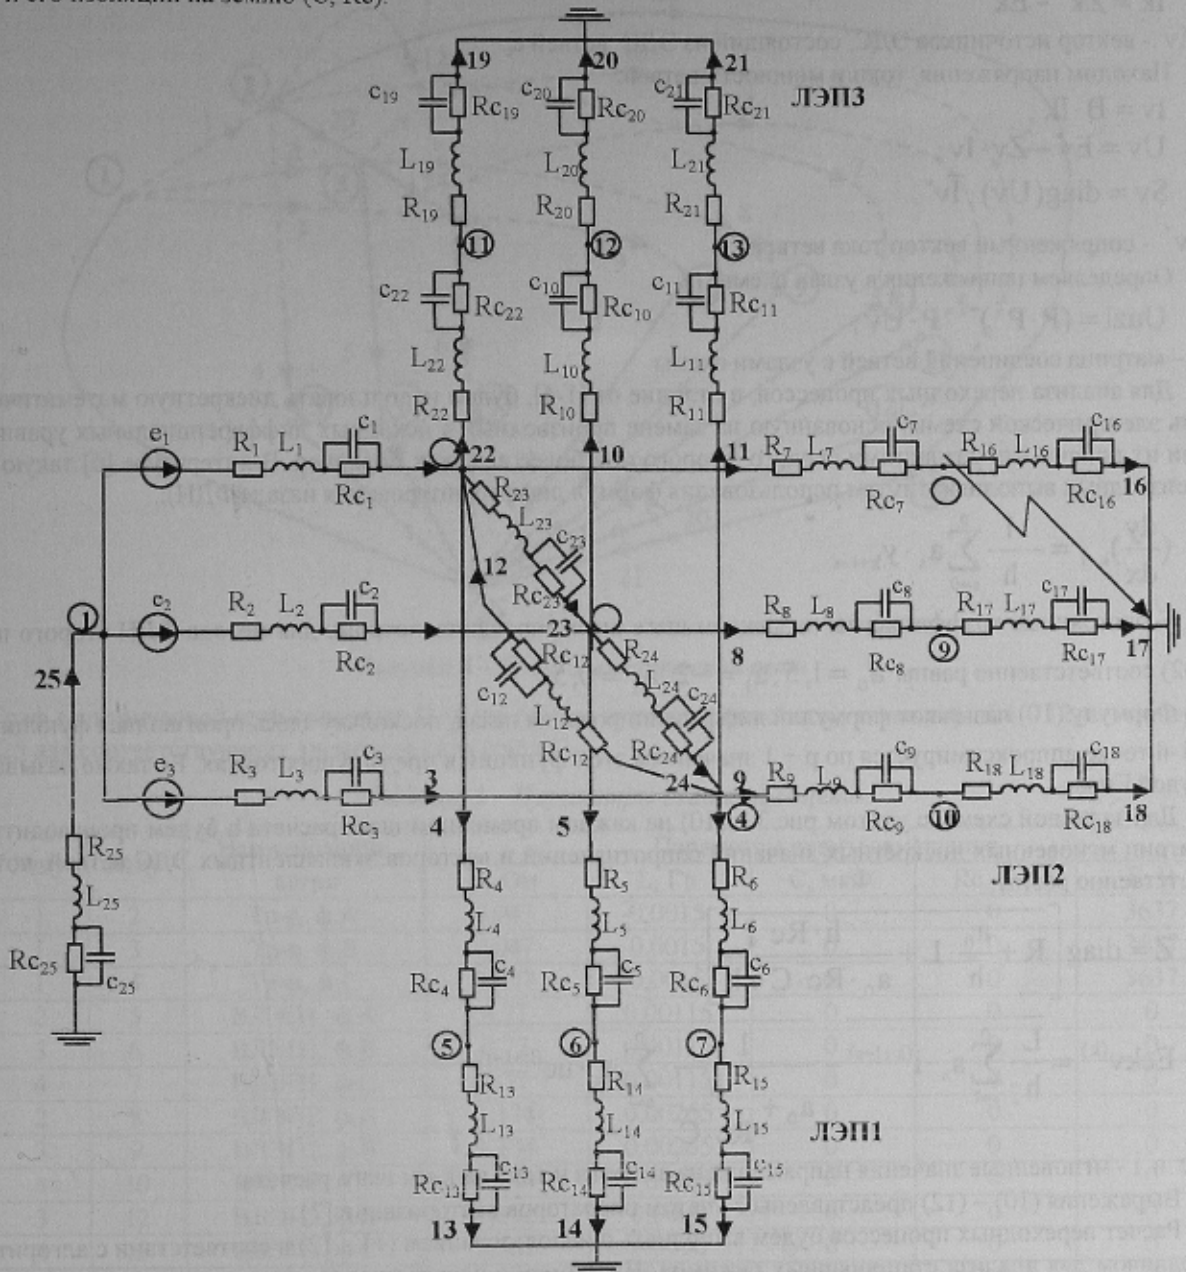 19 20 21
c19 Rc19 c20 Rc20 c21 Rc21 ЛЭП3
L19 L20 L21
R19 R20 R21
11 12 13
c22 Rc22 c10 Rc10 c11 Rc11
L22 L10 L11
R22 R10 R11
e1 R1 L1 c1 Rc1 22 10 11 R7 L7 c7 Rc7 R16 L16 c16 Rc16 16
R23
L23
c23
Rc23
12
1 c2 R2 L2 c2 Rc2 23 8 R8 L8 c8 Rc8 9 R17 L17 c17 Rc17 17
Rc12 R24
c12 L24 c24
L12
Rc12 Rc24
25
e3 R3 L3 c3 Rc3 3 24 9 R9 L9 c9 Rc9 10 R18 L18 c18 Rc18 18
4 5 4
R25 R4 R5 R6 ЛЭП2
L25 L4 L5 L6
Rc25 c25 Rc4 c4 Rc5 c5 Rc6 c6
5 6 7
R13 R14 R15
L13 L14 L15 ЛЭП1
Rc13 c13 Rc14 c14 Rc15 c15
13 14 15